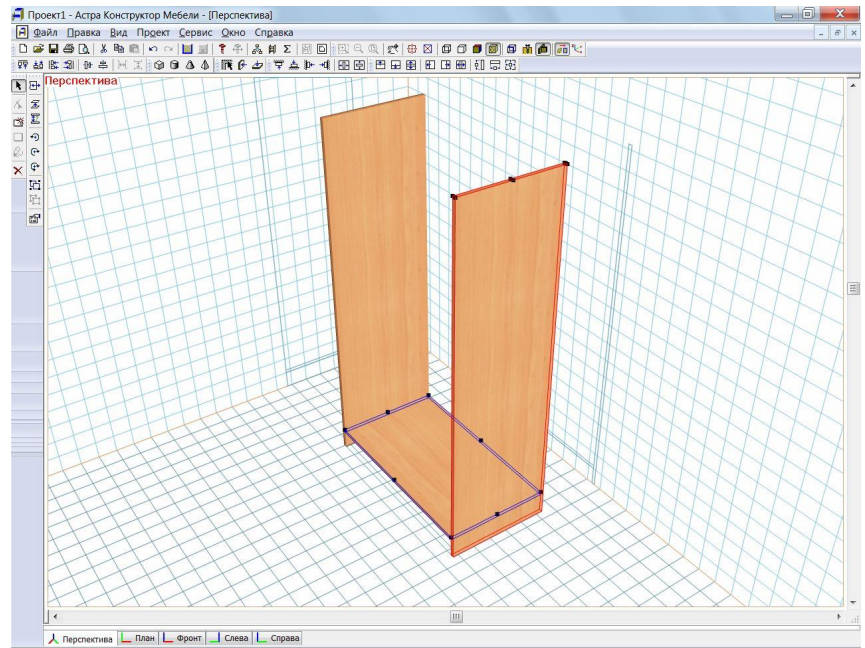 Проект1 - Астра Конструктор Мебели - [Перспектива]
Файл Правка Вид Проект Сервис Окно Справка
Перспектива
Перспектива План Фронт Слева Справа